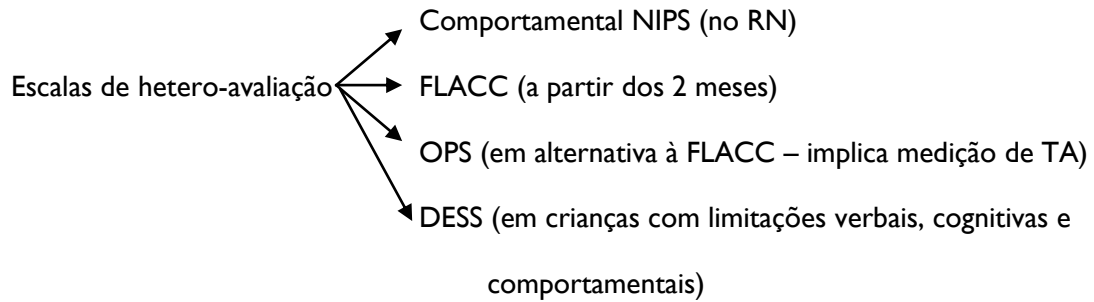 Comportamental NIPS (no RN)
Escalas de hetero-avaliação
FLACC (a partir dos 2 meses)
OPS (em alternativa à FLACC – implica medição de TA)
DESS (em crianças com limitações verbais, cognitivas e
comportamentais)